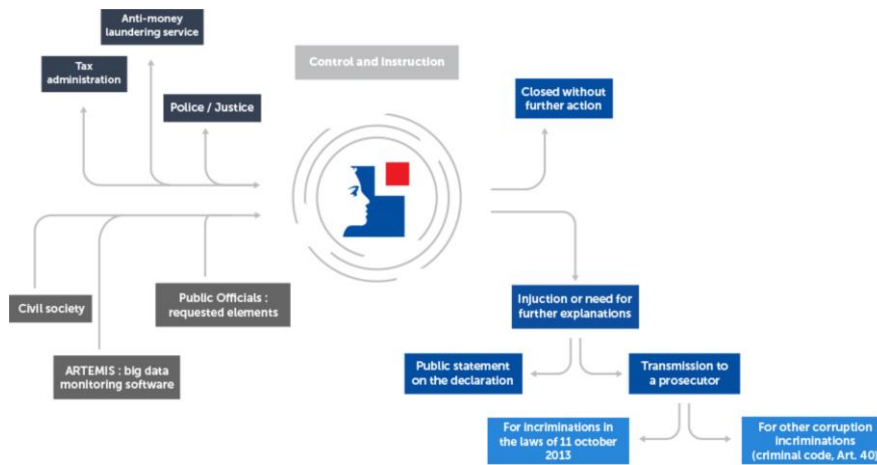 Anti-money
laundering service
Tax
administration
Police / Justice
Control and instruction
Closed without
further action
Civil society
Public Officials :
requested elements
ARTEMIS : big data
monitoring software
Injuction or need for
further explanations
Public statement
on the declaration
Transmission to
a prosecutor
For incriminations in
the laws of 11 october
2013
For other corruption
incriminations
(criminal code, Art. 40)